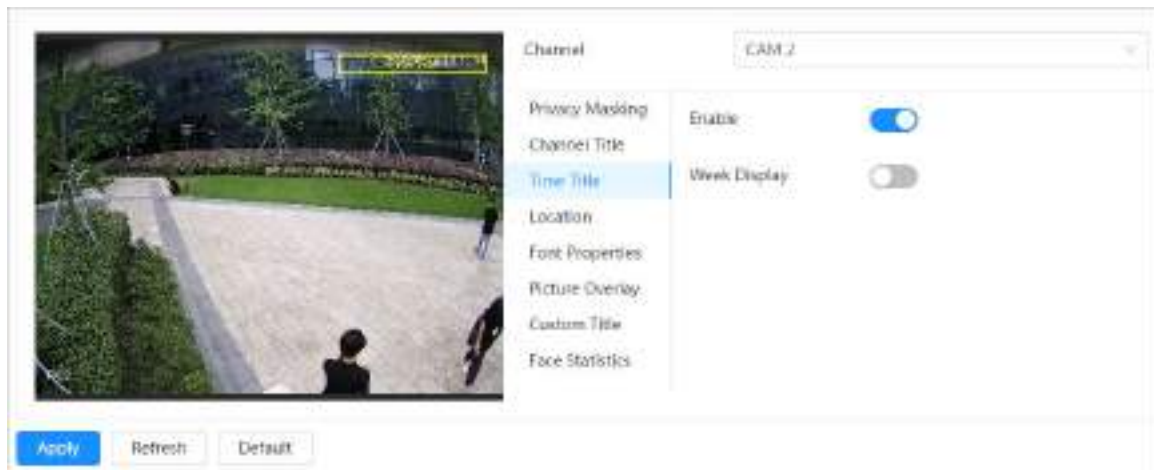 Channel
CAM 2
Privacy Masking
Enable
Channel Title
Time Title
Week Display
Location
Font Properties
Picture Overlay
Custom Title
Face Statistics
Apply
Refresh
Default